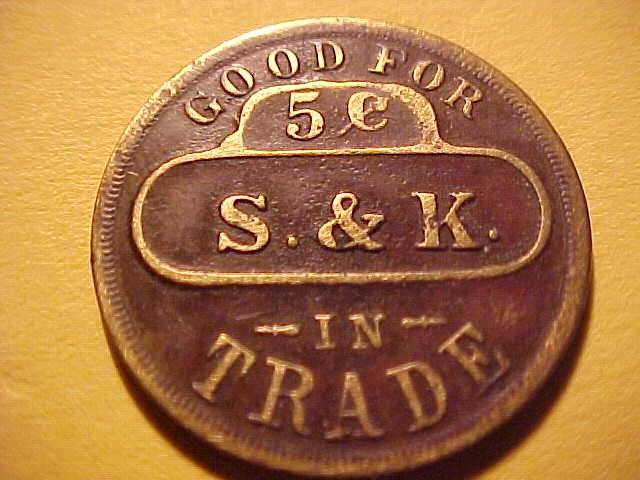 GOOD FOR
5¢
S. & K.
— IN —
TRADE